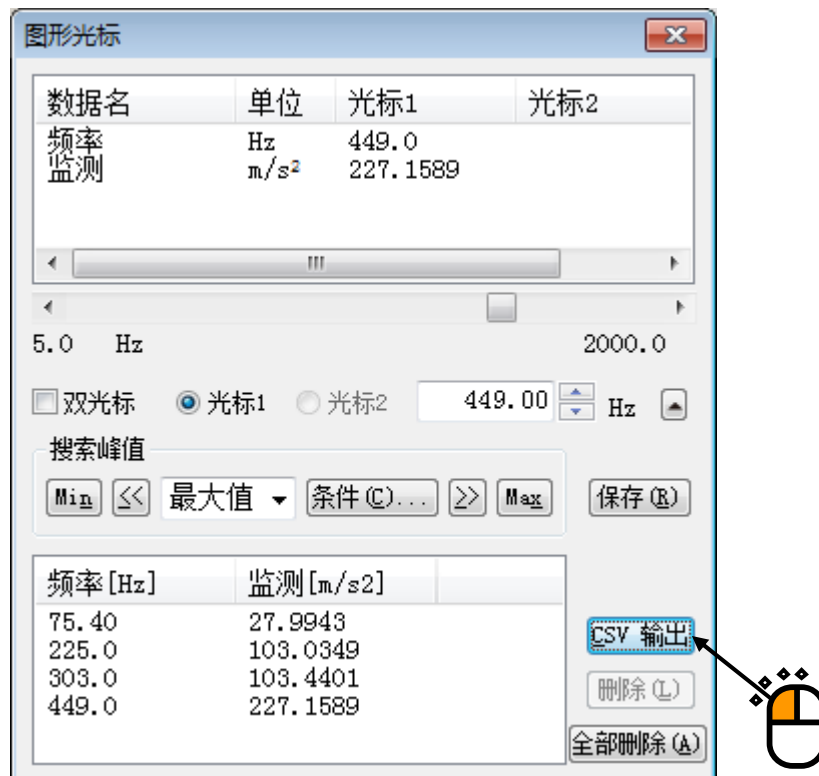 图形光标
数据名 单位 光标1 光标2
频率 Hz 449.0
监测 m/s² 227.1589
5.0 Hz 2000.0
双光标 光标1 光标2 449.00 Hz
搜索峰值
Min << 最大值 条件(C)... >> Max 保存(R)
频率[Hz] 监测[m/s2]
75.40 27.9943
225.0 103.0349
303.0 103.4401
449.0 227.1589
CSV 输出
删除(L)
全部删除(A)